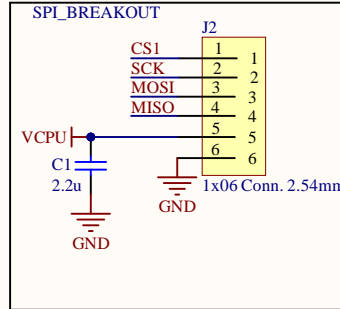 SPI_BREAKOUT
J2
CS1 1 1
SCK 2 2
MOSI 3 3
MISO 4 4
VCPU 5 5
6 6
C1
2.2u
1x06 Conn. 2.54mm
GND
GND